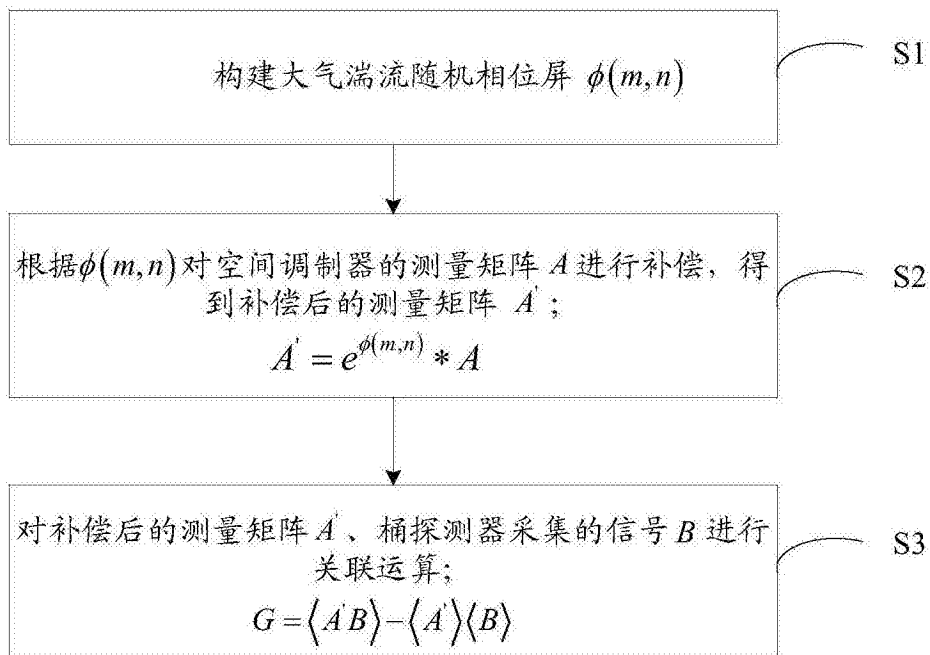 构建大气湍流随机相位屏 ϕ(m,n)
S1
根据ϕ(m,n)对空间调制器的测量矩阵 A 进行补偿，得
到补偿后的测量矩阵 A'；
A' = e^{ϕ(m,n)} * A
S2
对补偿后的测量矩阵A'、桶探测器采集的信号 B 进行
关联运算；
G = ⟨A'B⟩ − ⟨A'⟩⟨B⟩
S3